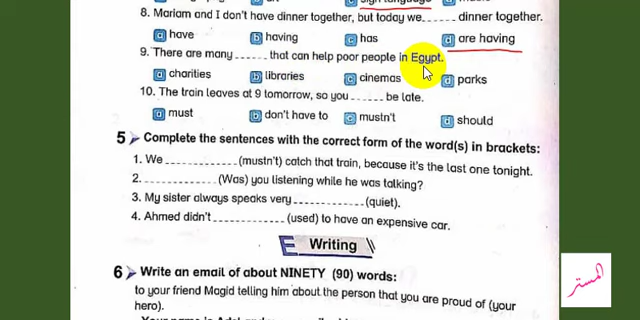 sign language
8. Mariam and I don't have dinner together, but today we______ dinner together.
a have b having c has d are having
9. There are many ______ that can help poor people in Egypt.
a charities b libraries c cinemas d parks
10. The train leaves at 9 tomorrow, so you ______ be late.
a must b don't have to c mustn't d should
5 Complete the sentences with the correct form of the word(s) in brackets:
1. We ____________ (mustn't) catch that train, because it's the last one tonight.
2. ____________ (Was) you listening while he was talking?
3. My sister always speaks very ____________ (quiet).
4. Ahmed didn't ____________ (used) to have an expensive car.
E Writing
6 Write an email of about NINETY (90) words:
to your friend Magid telling him about the person that you are proud of (your
hero).
المستر